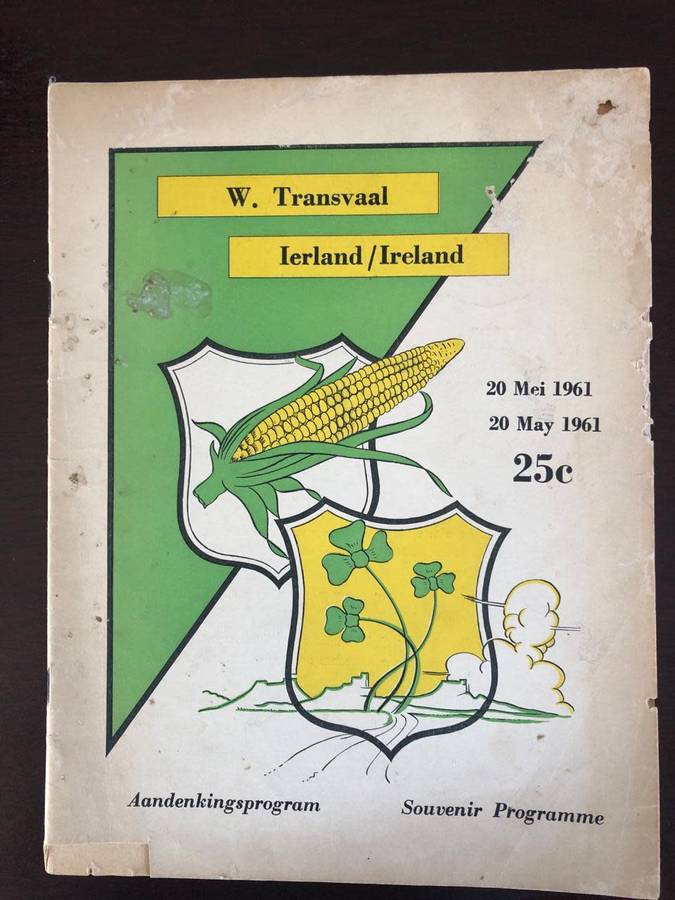 W. Transvaal
Ierland/Ireland
20 Mei 1961
20 May 1961
25c
Aandenkingsprogram
Souvenir Programme